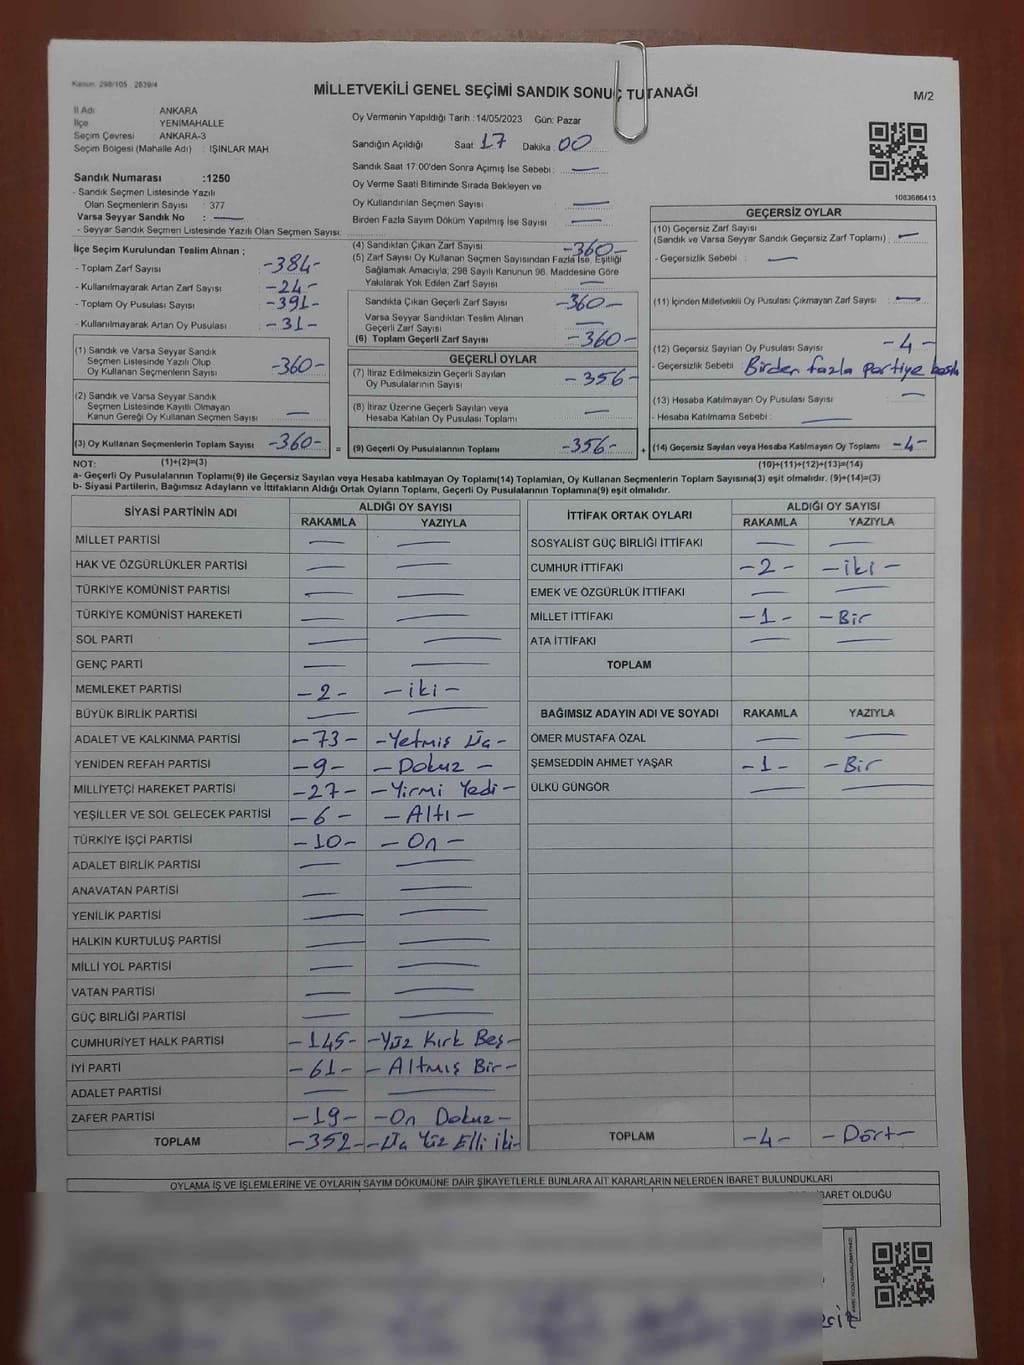 Kanun: 298/105 2839/4
MİLLETVEKİLİ GENEL SEÇİMİ SANDIK SONUÇ TUTANAĞI
M/2
İl Adı : ANKARA
İlçe YENİMAHALLE
Seçim Çevresi : ANKARA-3
Seçim Bölgesi (Mahalle Adı) : IŞINLAR MAH
Sandık Numarası :1250
- Sandık Seçmen Listesinde Yazılı
Olan Seçmenlerin Sayısı : 377
Varsa Seyyar Sandık No :
- Seyyar Sandık Seçmen Listesinde Yazılı Olan Seçmen Sayısı:
Oy Vermenin Yapıldığı Tarih : 14/05/2023 Gün: Pazar
Sandığın Açıldığı Saat 17 Dakika : 00
Sandık Saat 17:00'den Sonra Açımış İse Sebebi : —
Oy Verme Saati Bitiminde Sırada Bekleyen ve
Oy Kullandırılan Seçmen Sayısı —
Birden Fazla Sayım Döküm Yapılmış İse Sayısı —
1083686413
İlçe Seçim Kurulundan Teslim Alınan ;
- Toplam Zarf Sayısı -384-
- Kullanılmayarak Artan Zarf Sayısı -24-
- Toplam Oy Pusulası Sayısı -391-
- Kullanılmayarak Artan Oy Pusulası -31-
(1) Sandık ve Varsa Seyyar Sandık
Seçmen Listesinde Yazılı Olup
Oy Kullanan Seçmenlerin Sayısı -360-
(2) Sandık ve Varsa Seyyar Sandık
Seçmen Listesinde Kayıtlı Olmayan
Kanun Gereği Oy Kullanan Seçmen Sayısı —
(3) Oy Kullanan Seçmenlerin Toplam Sayısı -360- =
(4) Sandıktan Çıkan Zarf Sayısı -360-
(5) Zarf Sayısı Oy Kullanan Seçmen Sayısından Fazla İse, Eşitliği
Sağlamak Amacıyla; 298 Sayılı Kanunun 98. Maddesine Göre
Yakılarak Yok Edilen Zarf Sayısı
Sandıkta Çıkan Geçerli Zarf Sayısı -360-
Varsa Seyyar Sandıktan Teslim Alınan
Geçerli Zarf Sayısı —
(6) Toplam Geçerli Zarf Sayısı -360-
GEÇERLİ OYLAR
(7) İtiraz Edilmeksizin Geçerli Sayılan
Oy Pusulalarının Sayısı -356-
(8) İtiraz Üzerine Geçerli Sayılan veya
Hesaba Katılan Oy Pusulası Toplamı —
(9) Geçerli Oy Pusulalarının Toplamı -356- +
GEÇERSİZ OYLAR
(10) Geçersiz Zarf Sayısı
(Sandık ve Varsa Seyyar Sandık Geçersiz Zarf Toplamı) : —
- Geçersizlik Sebebi : —
(11) İçinden Milletvekili Oy Pusulası Çıkmayan Zarf Sayısı : —
(12) Geçersiz Sayılan Oy Pusulası Sayısı -4-
- Geçersizlik Sebebi Birden fazla partiye
(13) Hesaba Katılmayan Oy Pusulası Sayısı : —
- Hesaba Katılmama Sebebi : —
(14) Geçersiz Sayılan veya Hesaba Katılmayan Oy Toplamı -4-
NOT: (1)+(2)=(3)
(10)+(11)+(12)+(13)=(14)
a- Geçerli Oy Pusulalarının Toplamı(9) ile Geçersiz Sayılan veya Hesaba katılmayan Oy Toplamı(14) Toplamları, Oy Kullanan Seçmenlerin Toplam Sayısına(3) eşit olmalıdır. (9)+(14)=(3)
b- Siyasi Partilerin, Bağımsız Adayların ve İttifakların Aldığı Ortak Oyların Toplamı, Geçerli Oy Pusulalarının Toplamına(9) eşit olmalıdır.
SİYASİ PARTİNİN ADI ALDIĞI OY SAYISI
RAKAMLA YAZIYLA
MİLLET PARTİSİ — —
HAK VE ÖZGÜRLÜKLER PARTİSİ — —
TÜRKİYE KOMÜNİST PARTİSİ — —
TÜRKİYE KOMÜNİST HAREKETİ — —
SOL PARTİ — —
GENÇ PARTİ — —
MEMLEKET PARTİSİ -2- -iki-
BÜYÜK BİRLİK PARTİSİ — —
ADALET VE KALKINMA PARTİSİ -73- -Yetmiş Üç-
YENİDEN REFAH PARTİSİ -9- -Dokuz-
MİLLİYETÇİ HAREKET PARTİSİ -27- -Yirmi Yedi-
YEŞİLLER VE SOL GELECEK PARTİSİ -6- -Altı-
TÜRKİYE İŞÇİ PARTİSİ -10- -On-
ADALET BİRLİK PARTİSİ — —
ANAVATAN PARTİSİ — —
YENİLİK PARTİSİ — —
HALKIN KURTULUŞ PARTİSİ — —
MİLLİ YOL PARTİSİ — —
VATAN PARTİSİ — —
GÜÇ BİRLİĞİ PARTİSİ — —
CUMHURİYET HALK PARTİSİ -145- -Yüz Kırk Beş-
İYİ PARTİ -61- -Altmış Bir-
ADALET PARTİSİ — —
ZAFER PARTİSİ -19- -On Dokuz-
TOPLAM -352- -Üç Yüz Elli iki-
İTTİFAK ORTAK OYLARI ALDIĞI OY SAYISI
RAKAMLA YAZIYLA
SOSYALİST GÜÇ BİRLİĞİ İTTİFAKI — —
CUMHUR İTTİFAKI -2- -iki-
EMEK VE ÖZGÜRLÜK İTTİFAKI — —
MİLLET İTTİFAKI -1- -Bir
ATA İTTİFAKI — —
TOPLAM
BAĞIMSIZ ADAYIN ADI VE SOYADI RAKAMLA YAZIYLA
ÖMER MUSTAFA ÖZAL — —
ŞEMSEDDİN AHMET YAŞAR -1- -Bir
ÜLKÜ GÜNGÖR — —
TOPLAM -4- -Dört-
OYLAMA İŞ VE İŞLEMLERİNE VE OYLARIN SAYIM DÖKÜMÜNE DAİR ŞİKAYETLERLE BUNLARA AİT KARARLARIN NELERDEN İBARET BULUNDUKLARI
İBARET OLDUĞU